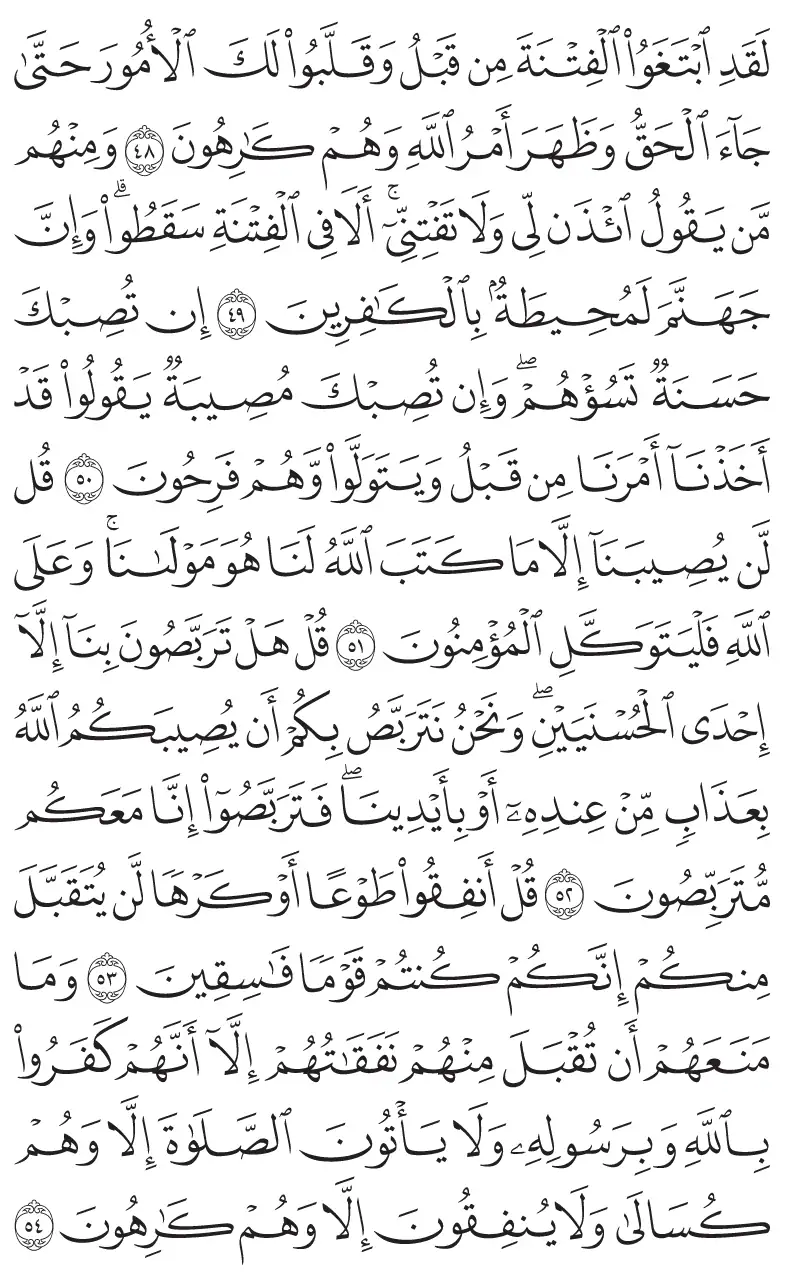 لَقَدِ ٱبۡتَغَوُاْ ٱلۡفِتۡنَةَ مِن قَبۡلُ وَقَلَّبُواْ لَكَ ٱلۡأُمُورَ حَتَّىٰ
جَآءَ ٱلۡحَقُّ وَظَهَرَ أَمۡرُ ٱللَّهِ وَهُمۡ كَٰرِهُونَ ٤٨ وَمِنۡهُم
مَّن يَقُولُ ٱئۡذَن لِّي وَلَا تَفۡتِنِّيٓۚ أَلَا فِي ٱلۡفِتۡنَةِ سَقَطُواْۗ وَإِنَّ
جَهَنَّمَ لَمُحِيطَةُۢ بِٱلۡكَٰفِرِينَ ٤٩ إِن تُصِبۡكَ
حَسَنَةٞ تَسُؤۡهُمۡۖ وَإِن تُصِبۡكَ مُصِيبَةٞ يَقُولُواْ قَدۡ
أَخَذۡنَآ أَمۡرَنَا مِن قَبۡلُ وَيَتَوَلَّواْ وَّهُمۡ فَرِحُونَ ٥٠ قُل
لَّن يُصِيبَنَآ إِلَّا مَا كَتَبَ ٱللَّهُ لَنَا هُوَ مَوۡلَىٰنَاۚ وَعَلَى
ٱللَّهِ فَلۡيَتَوَكَّلِ ٱلۡمُؤۡمِنُونَ ٥١ قُلۡ هَلۡ تَرَبَّصُونَ بِنَآ إِلَّآ
إِحۡدَى ٱلۡحُسۡنَيَيۡنِۖ وَنَحۡنُ نَتَرَبَّصُ بِكُمۡ أَن يُصِيبَكُمُ ٱللَّهُ
بِعَذَابٖ مِّنۡ عِندِهِۦٓ أَوۡ بِأَيۡدِينَاۖ فَتَرَبَّصُوٓاْ إِنَّا مَعَكُم
مُّتَرَبِّصُونَ ٥٢ قُلۡ أَنفِقُواْ طَوۡعًا أَوۡ كَرۡهٗا لَّن يُتَقَبَّلَ
مِنكُمۡ إِنَّكُمۡ كُنتُمۡ قَوۡمٗا فَٰسِقِينَ ٥٣ وَمَا
مَنَعَهُمۡ أَن تُقۡبَلَ مِنۡهُمۡ نَفَقَٰتُهُمۡ إِلَّآ أَنَّهُمۡ كَفَرُواْ
بِٱللَّهِ وَبِرَسُولِهِۦ وَلَا يَأۡتُونَ ٱلصَّلَوٰةَ إِلَّا وَهُمۡ
كُسَالَىٰ وَلَا يُنفِقُونَ إِلَّا وَهُمۡ كَٰرِهُونَ ٥٤